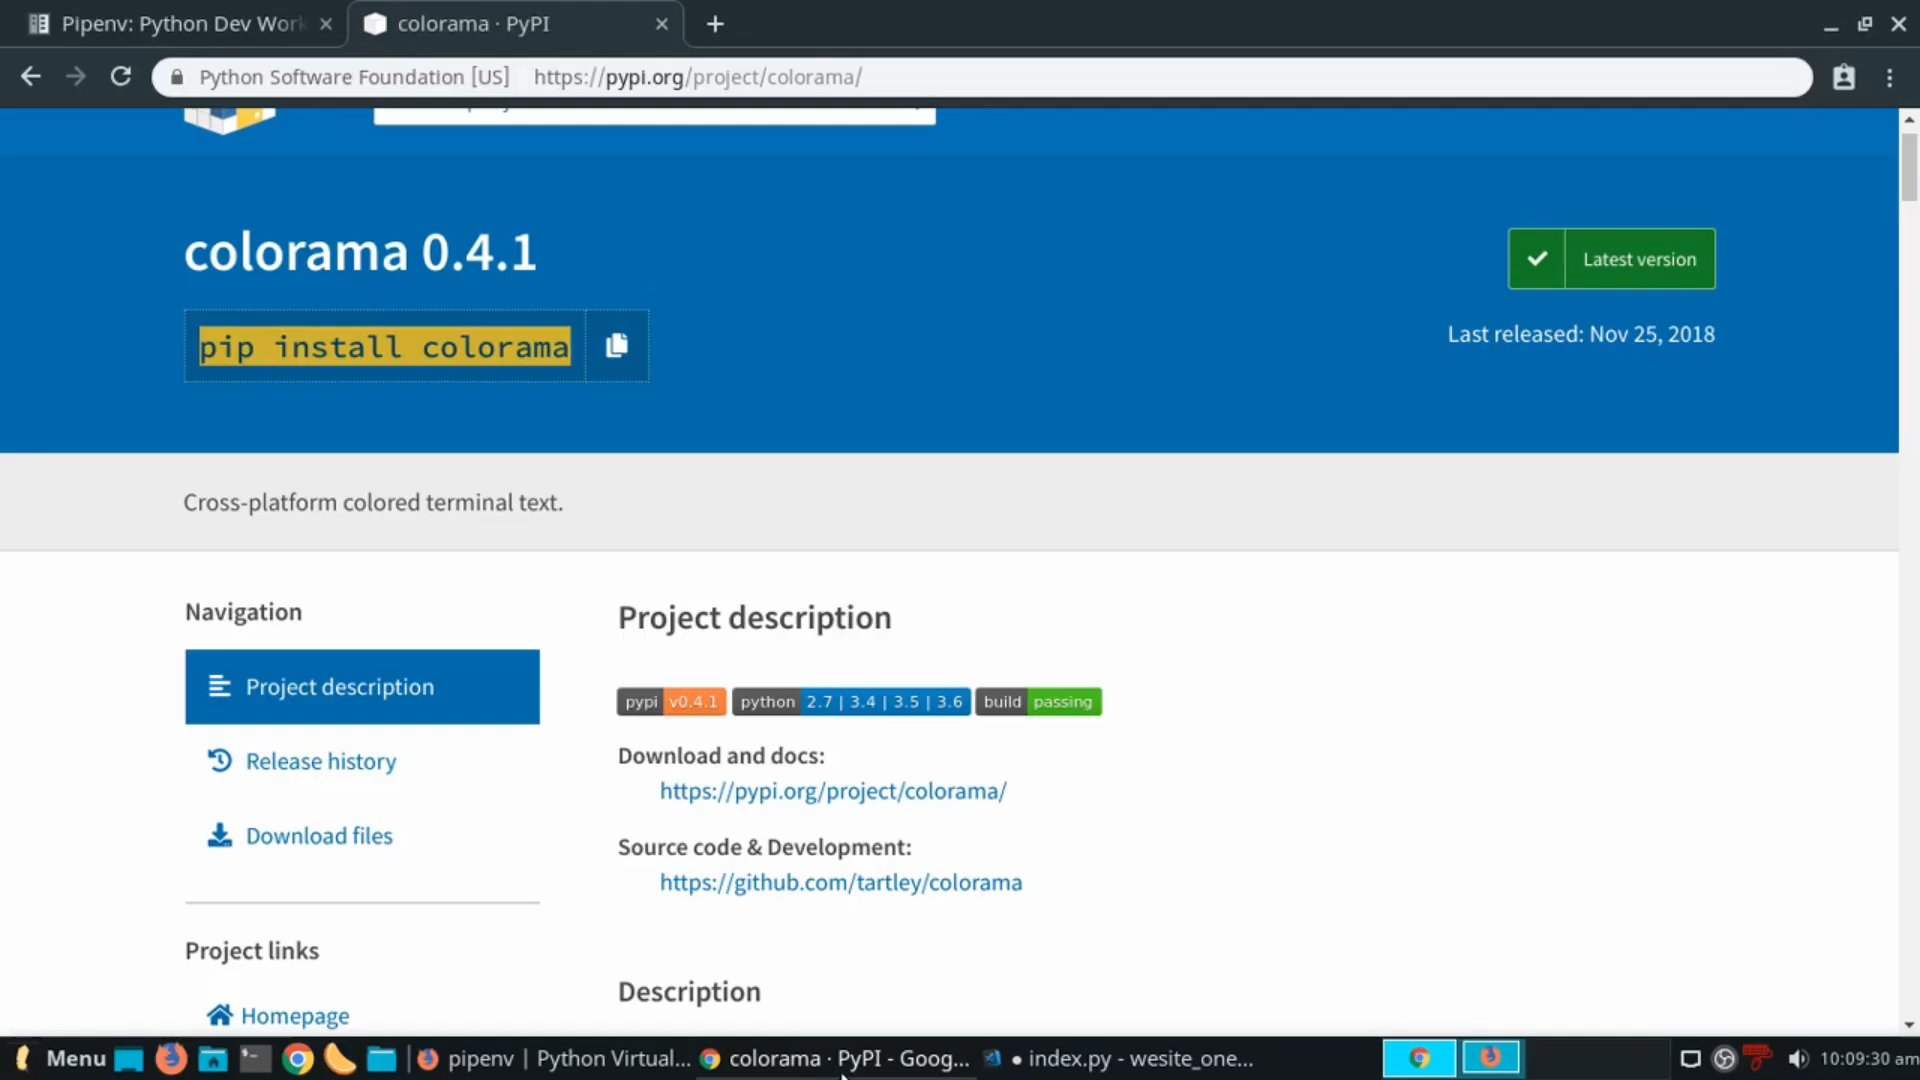 Pipenv: Python Dev Work
colorama · PyPI
Python Software Foundation [US] https://pypi.org/project/colorama/
colorama 0.4.1
Latest version
pip install colorama
Last released: Nov 25, 2018
Cross-platform colored terminal text.
Navigation
Project description
Release history
Download files
Project links
Homepage
Project description
pypi v0.4.1 python 2.7 | 3.4 | 3.5 | 3.6 build passing
Download and docs:
https://pypi.org/project/colorama/
Source code & Development:
https://github.com/tartley/colorama
Description
Menu pipenv | Python Virtual... colorama · PyPI - Goog... ● index.py - wesite_one... 10:09:30 am